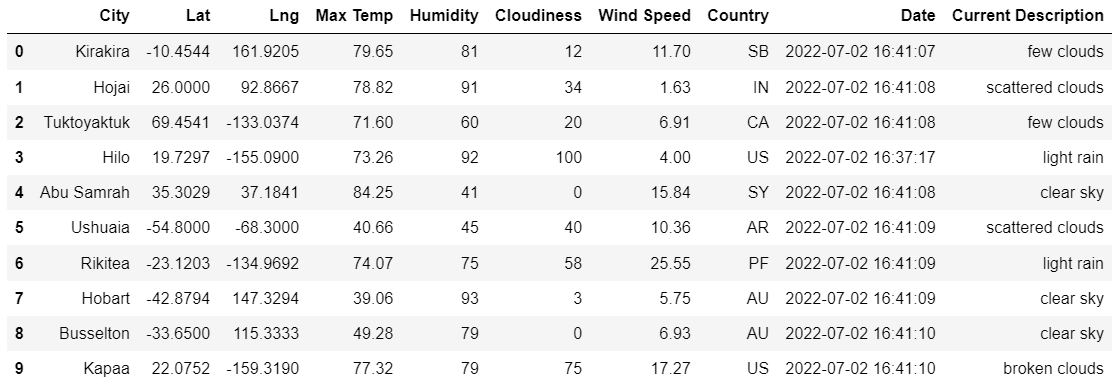 City Lat Lng Max Temp Humidity Cloudiness Wind Speed Country Date Current Description
0 Kirakira -10.4544 161.9205 79.65 81 12 11.70 SB 2022-07-02 16:41:07 few clouds
1 Hojai 26.0000 92.8667 78.82 91 34 1.63 IN 2022-07-02 16:41:08 scattered clouds
2 Tuktoyaktuk 69.4541 -133.0374 71.60 60 20 6.91 CA 2022-07-02 16:41:08 few clouds
3 Hilo 19.7297 -155.0900 73.26 92 100 4.00 US 2022-07-02 16:37:17 light rain
4 Abu Samrah 35.3029 37.1841 84.25 41 0 15.84 SY 2022-07-02 16:41:08 clear sky
5 Ushuaia -54.8000 -68.3000 40.66 45 40 10.36 AR 2022-07-02 16:41:09 scattered clouds
6 Rikitea -23.1203 -134.9692 74.07 75 58 25.55 PF 2022-07-02 16:41:09 light rain
7 Hobart -42.8794 147.3294 39.06 93 3 5.75 AU 2022-07-02 16:41:09 clear sky
8 Busselton -33.6500 115.3333 49.28 79 0 6.93 AU 2022-07-02 16:41:10 clear sky
9 Kapaa 22.0752 -159.3190 77.32 79 75 17.27 US 2022-07-02 16:41:10 broken clouds